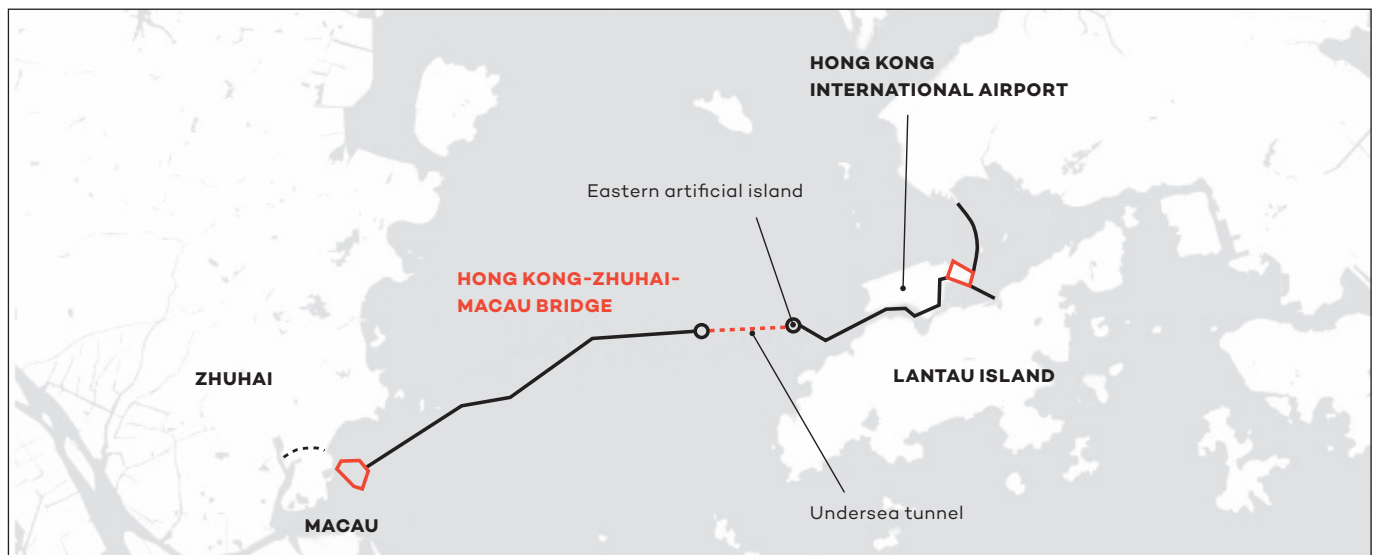 HONG KONG
INTERNATIONAL AIRPORT
Eastern artificial island
HONG KONG-ZHUHAI-
MACAU BRIDGE
ZHUHAI
LANTAU ISLAND
Undersea tunnel
MACAU